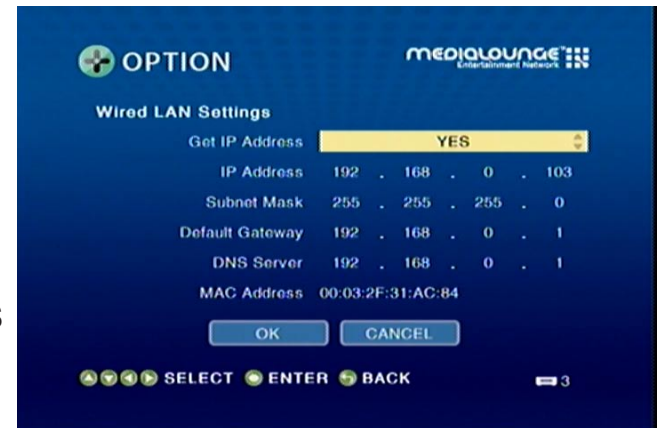 OPTION
MEDIALOUNGE™
Entertainment Network
Wired LAN Settings
Get IP Address YES
IP Address 192 . 168 . 0 . 103
Subnet Mask 255 . 255 . 255 . 0
Default Gateway 192 . 168 . 0 . 1
DNS Server 192 . 168 . 0 . 1
MAC Address 00:03:2F:31:AC:84
OK CANCEL
SELECT ENTER BACK 3